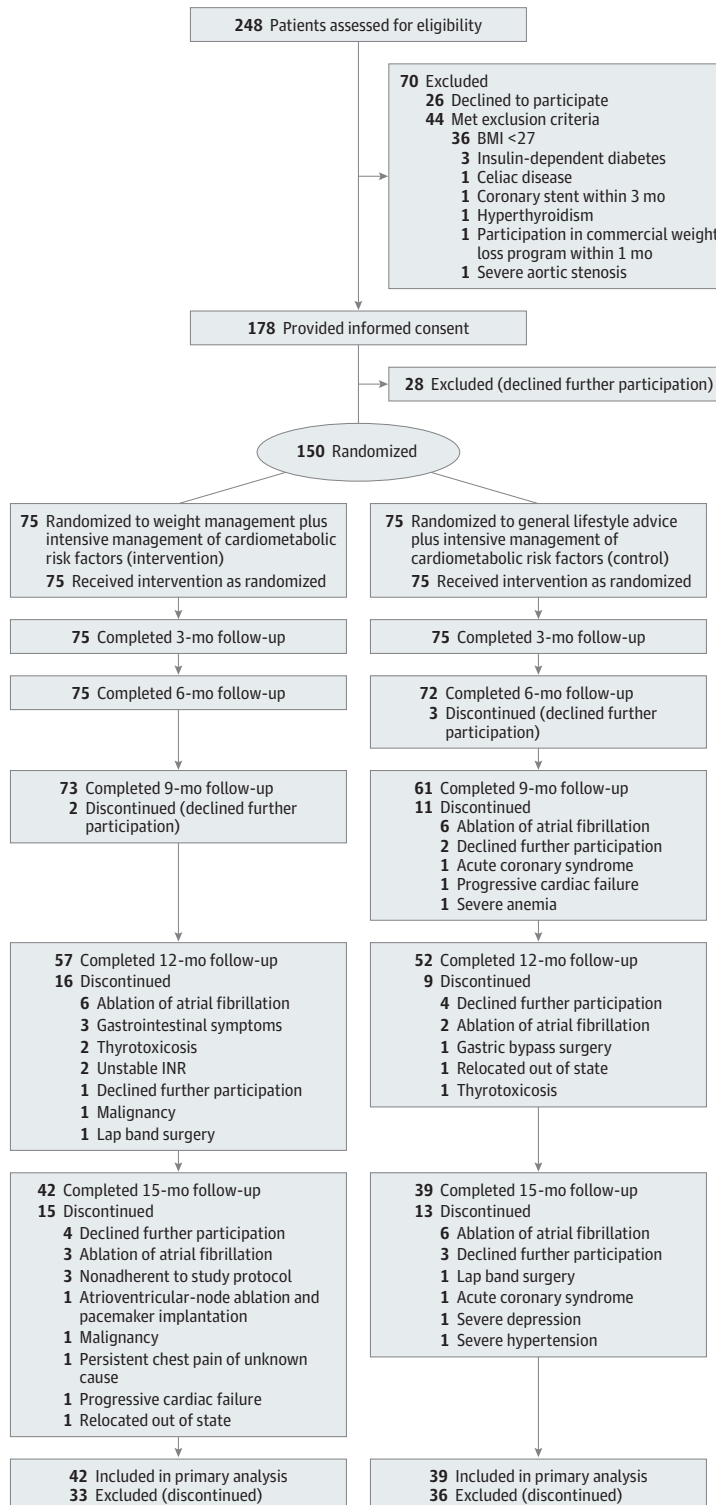 248 Patients assessed for eligibility
70 Excluded
26 Declined to participate
44 Met exclusion criteria
36 BMI <27
3 Insulin-dependent diabetes
1 Celiac disease
1 Coronary stent within 3 mo
1 Hyperthyroidism
1 Participation in commercial weight
loss program within 1 mo
1 Severe aortic stenosis
178 Provided informed consent
28 Excluded (declined further participation)
150 Randomized
75 Randomized to weight management plus
intensive management of cardiometabolic
risk factors (intervention)
75 Received intervention as randomized
75 Randomized to general lifestyle advice
plus intensive management of
cardiometabolic risk factors (control)
75 Received intervention as randomized
75 Completed 3-mo follow-up
75 Completed 3-mo follow-up
75 Completed 6-mo follow-up
72 Completed 6-mo follow-up
3 Discontinued (declined further
participation)
73 Completed 9-mo follow-up
2 Discontinued (declined further
participation)
61 Completed 9-mo follow-up
11 Discontinued
6 Ablation of atrial fibrillation
2 Declined further participation
1 Acute coronary syndrome
1 Progressive cardiac failure
1 Severe anemia
57 Completed 12-mo follow-up
16 Discontinued
6 Ablation of atrial fibrillation
3 Gastrointestinal symptoms
2 Thyrotoxicosis
2 Unstable INR
1 Declined further participation
1 Malignancy
1 Lap band surgery
52 Completed 12-mo follow-up
9 Discontinued
4 Declined further participation
2 Ablation of atrial fibrillation
1 Gastric bypass surgery
1 Relocated out of state
1 Thyrotoxicosis
42 Completed 15-mo follow-up
15 Discontinued
4 Declined further participation
3 Ablation of atrial fibrillation
3 Nonadherent to study protocol
1 Atrioventricular-node ablation and
pacemaker implantation
1 Malignancy
1 Persistent chest pain of unknown
cause
1 Progressive cardiac failure
1 Relocated out of state
39 Completed 15-mo follow-up
13 Discontinued
6 Ablation of atrial fibrillation
3 Declined further participation
1 Lap band surgery
1 Acute coronary syndrome
1 Severe depression
1 Severe hypertension
42 Included in primary analysis
33 Excluded (discontinued)
39 Included in primary analysis
36 Excluded (discontinued)